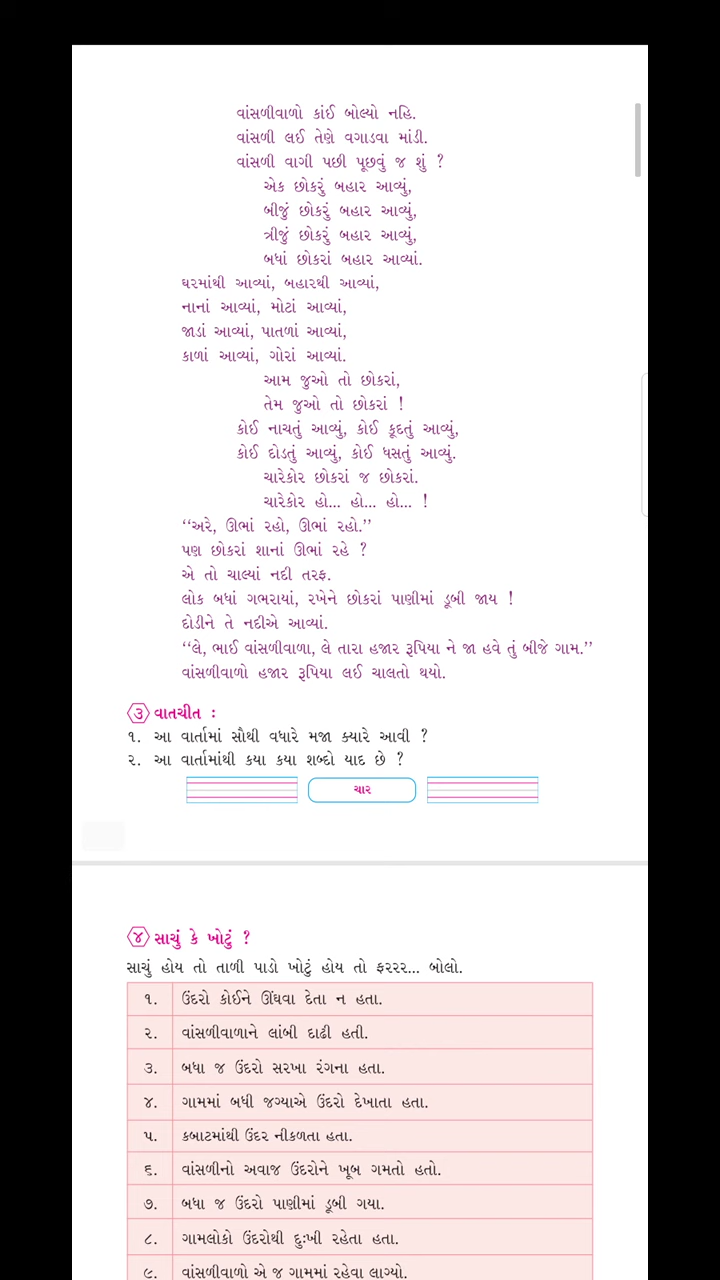 વાંસળીવાળો કાંઈ બોલ્યો નહિ.
વાંસળી લઈ તેણે વગાડવા માંડી.
વાંસળી વાગી પછી પૂછવું જ શું ?
એક છોકરું બહાર આવ્યું,
બીજું છોકરું બહાર આવ્યું,
ત્રીજું છોકરું બહાર આવ્યું,
બધાં છોકરાં બહાર આવ્યાં.
ઘરમાંથી આવ્યાં, બહારથી આવ્યાં,
નાનાં આવ્યાં, મોટાં આવ્યાં,
જાડાં આવ્યાં, પાતળાં આવ્યાં,
કાળાં આવ્યાં, ગોરાં આવ્યાં.
આમ જુઓ તો છોકરાં,
તેમ જુઓ તો છોકરાં !
કોઈ નાચતું આવ્યું, કોઈ કૂદતું આવ્યું,
કોઈ દોડતું આવ્યું, કોઈ ધસતું આવ્યું.
ચારેકોર છોકરાં જ છોકરાં.
ચારેકોર હો... હો... હો... !
‘‘અરે, ઊભાં રહો, ઊભાં રહો.’’
પણ છોકરાં શાનાં ઊભાં રહે ?
એ તો ચાલ્યાં નદી તરફ.
લોક બધાં ગભરાયાં, રખેને છોકરાં પાણીમાં ડૂબી જાય !
દોડીને તે નદીએ આવ્યાં.
‘‘લે, ભાઈ વાંસળીવાળા, લે તારા હજાર રૂપિયા ને જા હવે તું બીજે ગામ.’’
વાંસળીવાળો હજાર રૂપિયા લઈ ચાલતો થયો.
૩ વાતચીત :
૧. આ વાર્તામાં સૌથી વધારે મજા ક્યારે આવી ?
૨. આ વાર્તામાંથી કયા કયા શબ્દો યાદ છે ?
ચાર
૪ સાચું કે ખોટું ?
સાચું હોય તો તાળી પાડો ખોટું હોય તો ફરરર... બોલો.
૧. ઉંદરો કોઈને ઊંઘવા દેતા ન હતા.
૨. વાંસળીવાળાને લાંબી દાઢી હતી.
૩. બધા જ ઉંદરો સરખા રંગના હતા.
૪. ગામમાં બધી જગ્યાએ ઉંદરો દેખાતા હતા.
૫. કબાટમાંથી ઉંદર નીકળતા હતા.
૬. વાંસળીનો અવાજ ઉંદરોને ખૂબ ગમતો હતો.
૭. બધા જ ઉંદરો પાણીમાં ડૂબી ગયા.
૮. ગામલોકો ઉંદરોથી દુઃખી રહેતા હતા.
૯. વાંસળીવાળો એ જ ગામમાં રહેવા લાગ્યો.